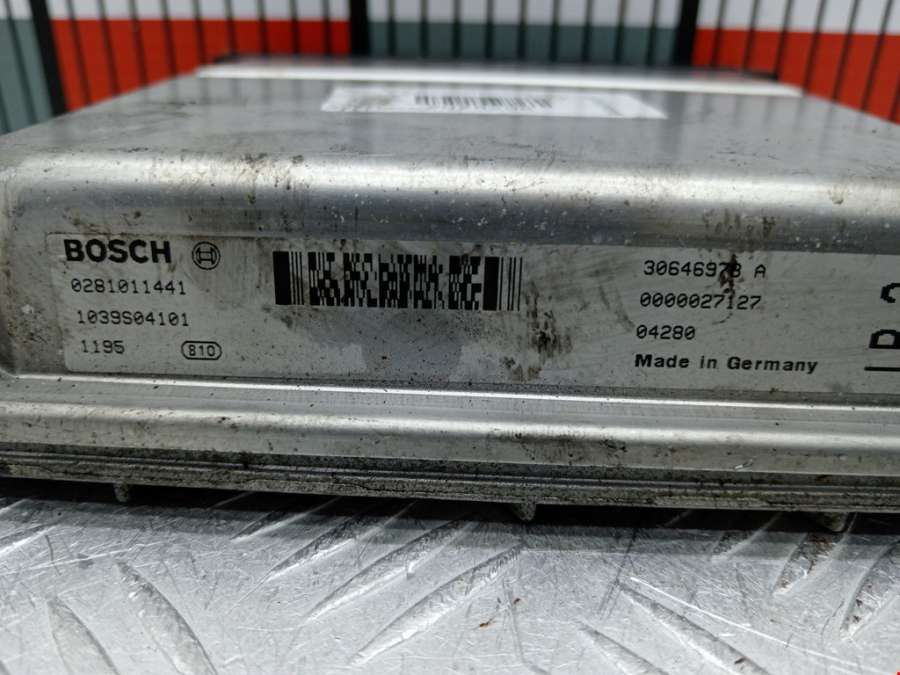 BOSCH
0281011441
1039S04101
1195 810
30646978 A
0000027127
04280
Made in Germany